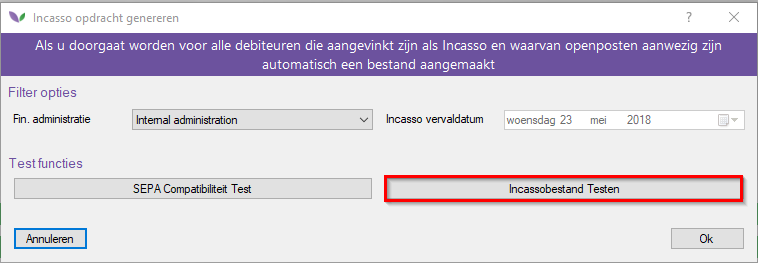 Incasso opdracht genereren
Als u doorgaat worden voor alle debiteuren die aangevinkt zijn als Incasso en waarvan openposten aanwezig zijn
automatisch een bestand aangemaakt
Filter opties
Fin. administratie Internal administration Incasso vervaldatum woensdag 23 mei 2018
Test functies
SEPA Compatibiliteit Test Incassobestand Testen
Annuleren Ok